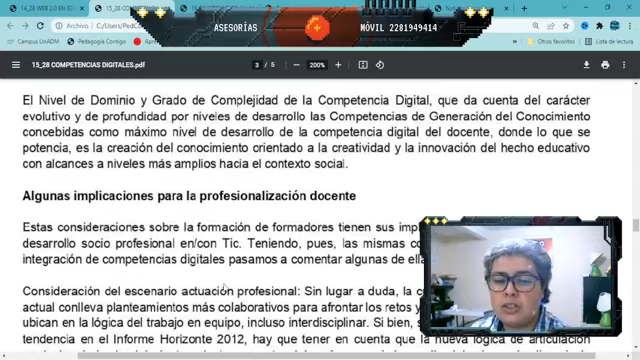 14_28 WEB 2.0 EN E
15_28 COMPETE
Not
ASESORÍAS MÓVIL 2281949414
Archivo C:/Users/PedC
Campus UnADM Pedagogía Corrigo Otros favoritos Lista de lectura
15_28 COMPETENCIAS DIGITALES.pdf 3 / 5 200%
El Nivel de Dominio y Grado de Complejidad de la Competencia Digital, que da cuenta del carácter
evolutivo y de profundidad por niveles de desarrollo las Competencias de Generación del Conocimiento
concebidas como máximo nivel de desarrollo de la competencia digital del docente, donde lo que se
potencia, es la creación del conocimiento orientado a la creatividad y la innovación del hecho educativo
con alcances a niveles más amplios hacia el contexto social.
Algunas implicaciones para la profesionalización docente
Estas consideraciones sobre la formación de formadores tienen sus imp
desarrollo socio profesional en/con Tic. Teniendo, pues, las mismas co
integración de competencias digitales pasamos a comentar algunas de ella
Consideración del escenario actuación profesional: Sin lugar a duda, la c
actual conlleva planteamientos más colaborativos para afrontar los retos y
ubican en la lógica del trabajo en equipo, incluso interdisciplinar. Si bien, s
tendencia en el Informe Horizonte 2012, hay que tener en cuenta que la nueva lógica de articulación